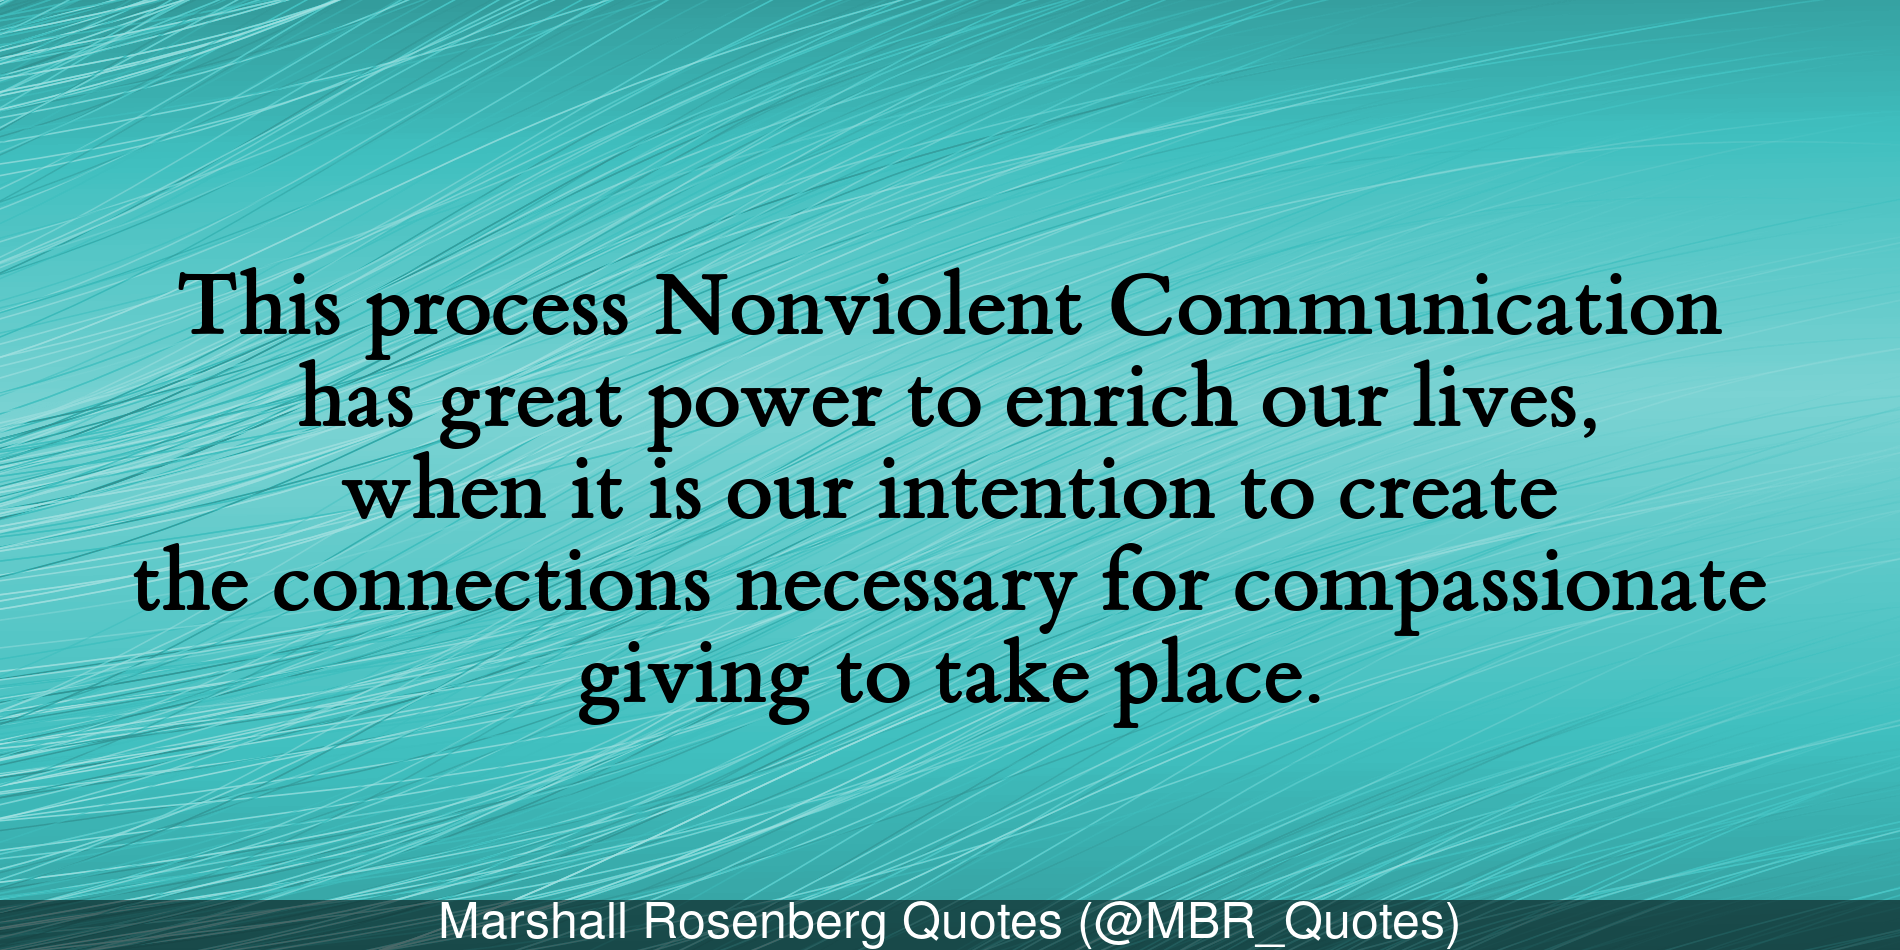 This process Nonviolent Communication
has great power to enrich our lives,
when it is our intention to create
the connections necessary for compassionate
giving to take place.
Marshall Rosenberg Quotes (@MBR_Quotes)